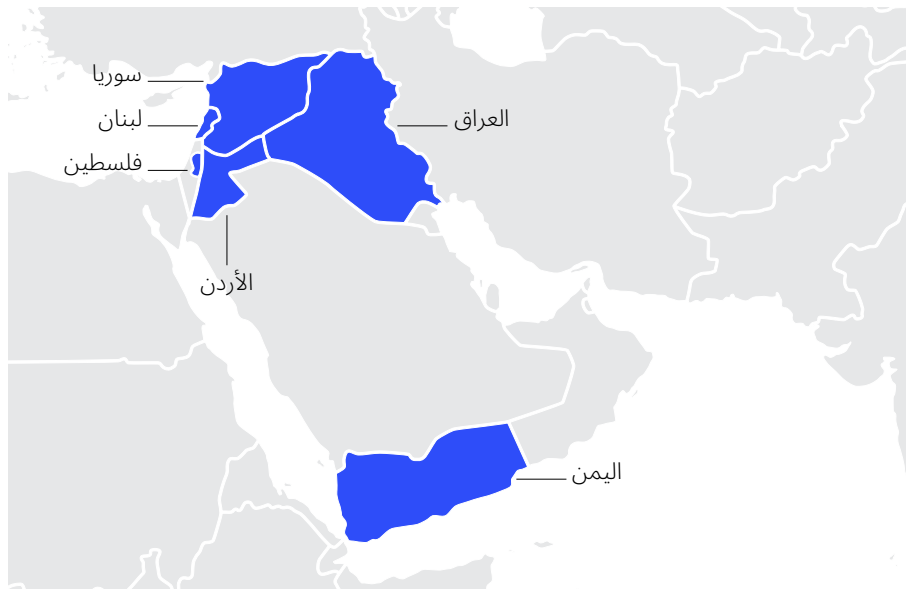 سوريا
لبنان
العراق
فلسطين
الأردن
اليمن